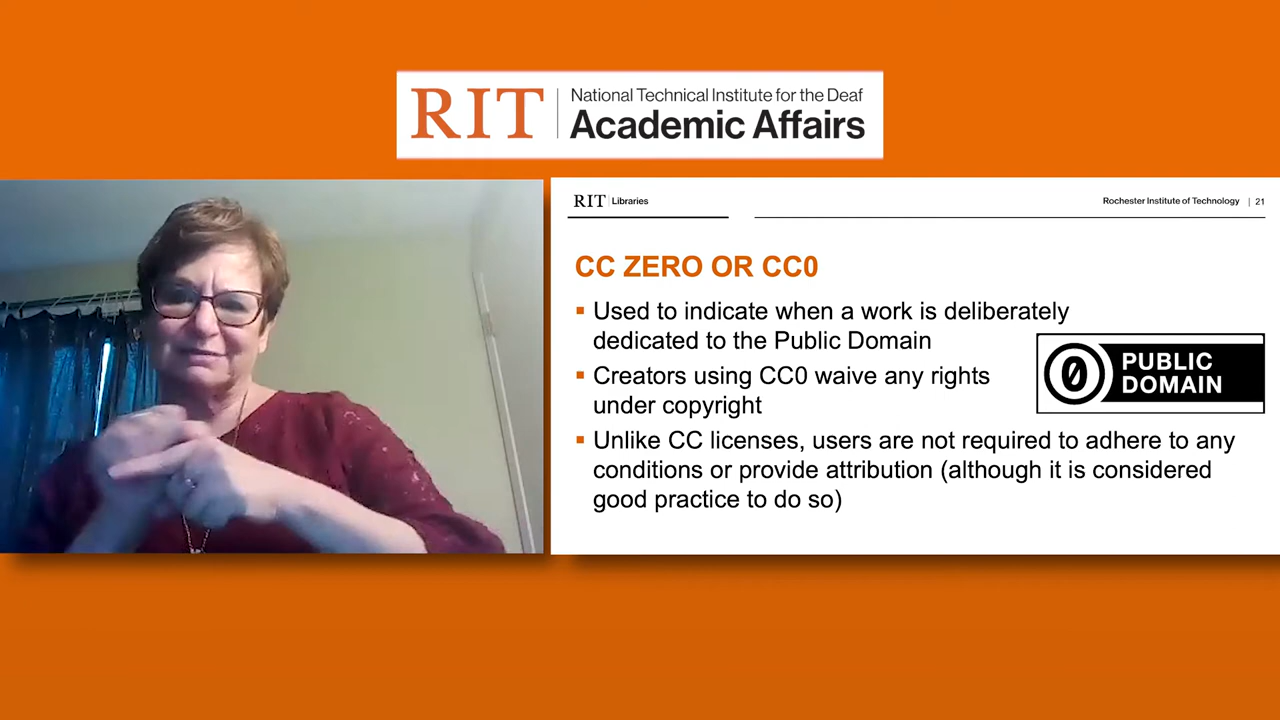 RIT National Technical Institute for the Deaf
Academic Affairs
RIT Libraries
Rochester Institute of Technology | 21
CC ZERO OR CC0
Used to indicate when a work is deliberately
dedicated to the Public Domain
Creators using CC0 waive any rights
under copyright
Unlike CC licenses, users are not required to adhere to any
conditions or provide attribution (although it is considered
good practice to do so)
0 PUBLIC
DOMAIN